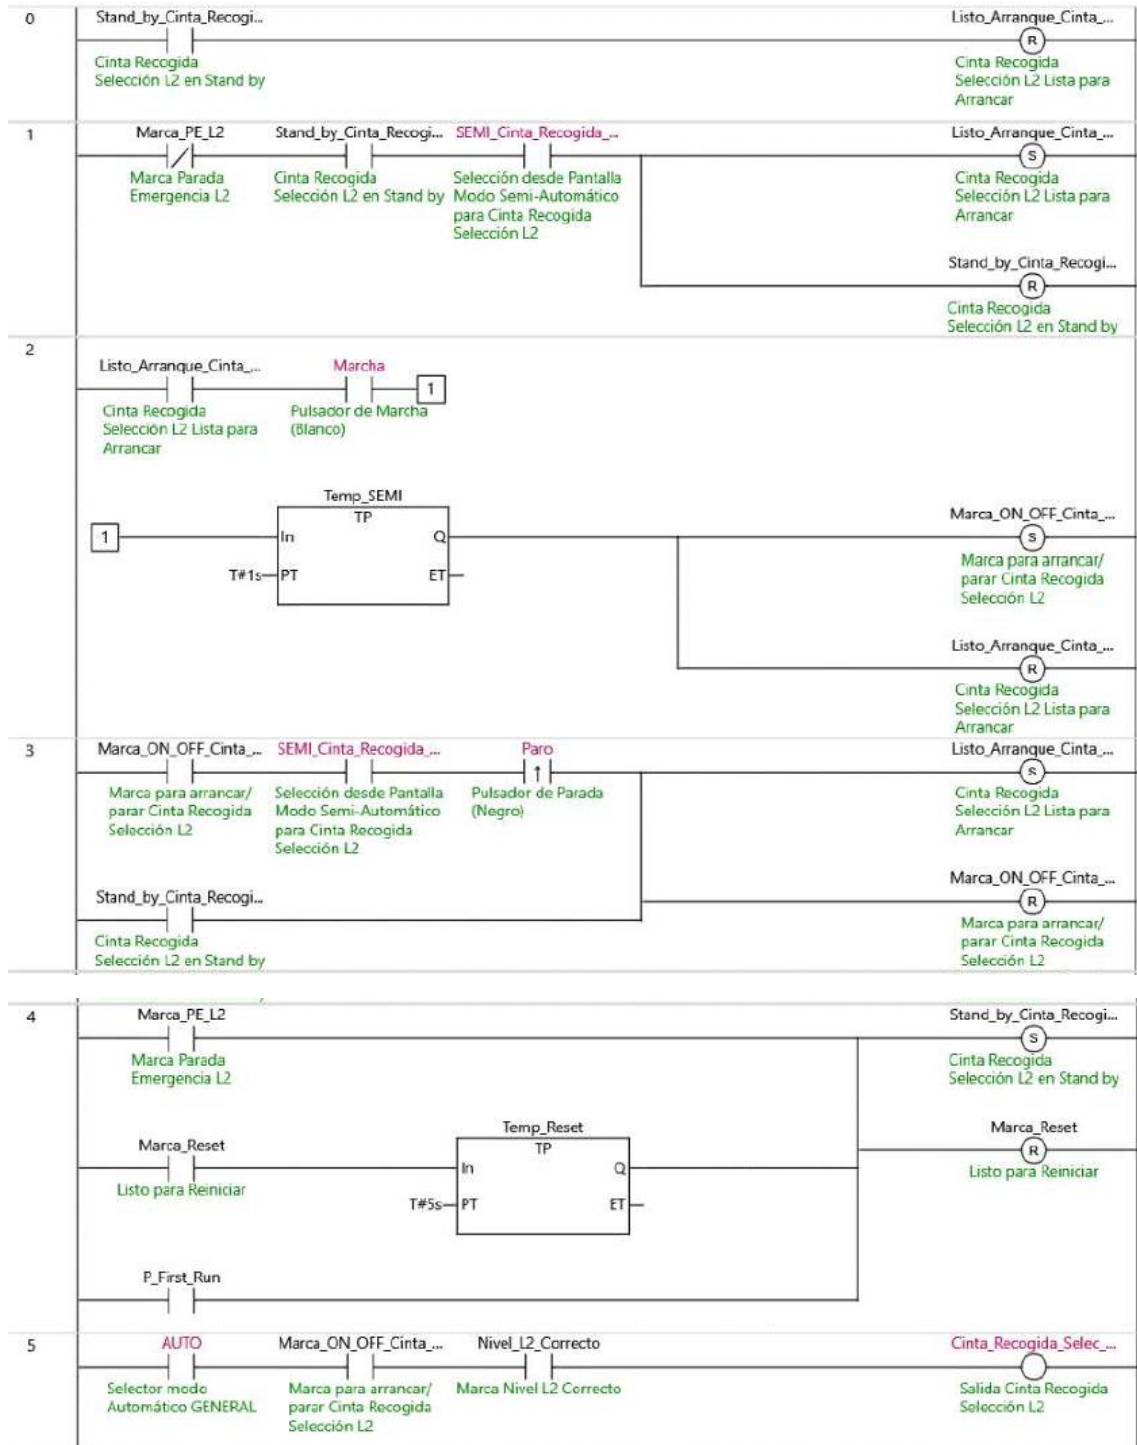 0
Stand_by_Cinta_Recogi...
Listo_Arranque_Cinta_...
R
Cinta Recogida
Selección L2 en Stand by
Cinta Recogida
Selección L2 Lista para
Arrancar
1
Marca_PE_L2
Stand_by_Cinta_Recogi...
SEMI_Cinta_Recogida_...
Listo_Arranque_Cinta_...
S
Marca Parada
Emergencia L2
Cinta Recogida
Selección L2 en Stand by
Selección desde Pantalla
Modo Semi-Automático
para Cinta Recogida
Selección L2
Cinta Recogida
Selección L2 Lista para
Arrancar
Stand_by_Cinta_Recogi...
R
Cinta Recogida
Selección L2 en Stand by
2
Listo_Arranque_Cinta_...
Marcha
1
Cinta Recogida
Selección L2 Lista para
Arrancar
Pulsador de Marcha
(Blanco)
Temp_SEMI
TP
1
In
Q
T#1s
PT
ET
Marca_ON_OFF_Cinta_...
S
Marca para arrancar/
parar Cinta Recogida
Selección L2
Listo_Arranque_Cinta_...
R
Cinta Recogida
Selección L2 Lista para
Arrancar
3
Marca_ON_OFF_Cinta_...
SEMI_Cinta_Recogida_...
Paro
Listo_Arranque_Cinta_...
S
Marca para arrancar/
parar Cinta Recogida
Selección L2
Selección desde Pantalla
Modo Semi-Automático
para Cinta Recogida
Selección L2
Pulsador de Parada
(Negro)
Cinta Recogida
Selección L2 Lista para
Arrancar
Stand_by_Cinta_Recogi...
Cinta Recogida
Selección L2 en Stand by
Marca_ON_OFF_Cinta_...
R
Marca para arrancar/
parar Cinta Recogida
Selección L2
4
Marca_PE_L2
Stand_by_Cinta_Recogi...
S
Marca Parada
Emergencia L2
Cinta Recogida
Selección L2 en Stand by
Marca_Reset
Listo para Reiniciar
Temp_Reset
TP
In
Q
T#5s
PT
ET
Marca_Reset
R
Listo para Reiniciar
P_First_Run
5
AUTO
Marca_ON_OFF_Cinta_...
Nivel_L2_Correcto
Cinta_Recogida_Selec_...
Selector modo
Automático GENERAL
Marca para arrancar/
parar Cinta Recogida
Selección L2
Marca Nivel L2 Correcto
Salida Cinta Recogida
Selección L2